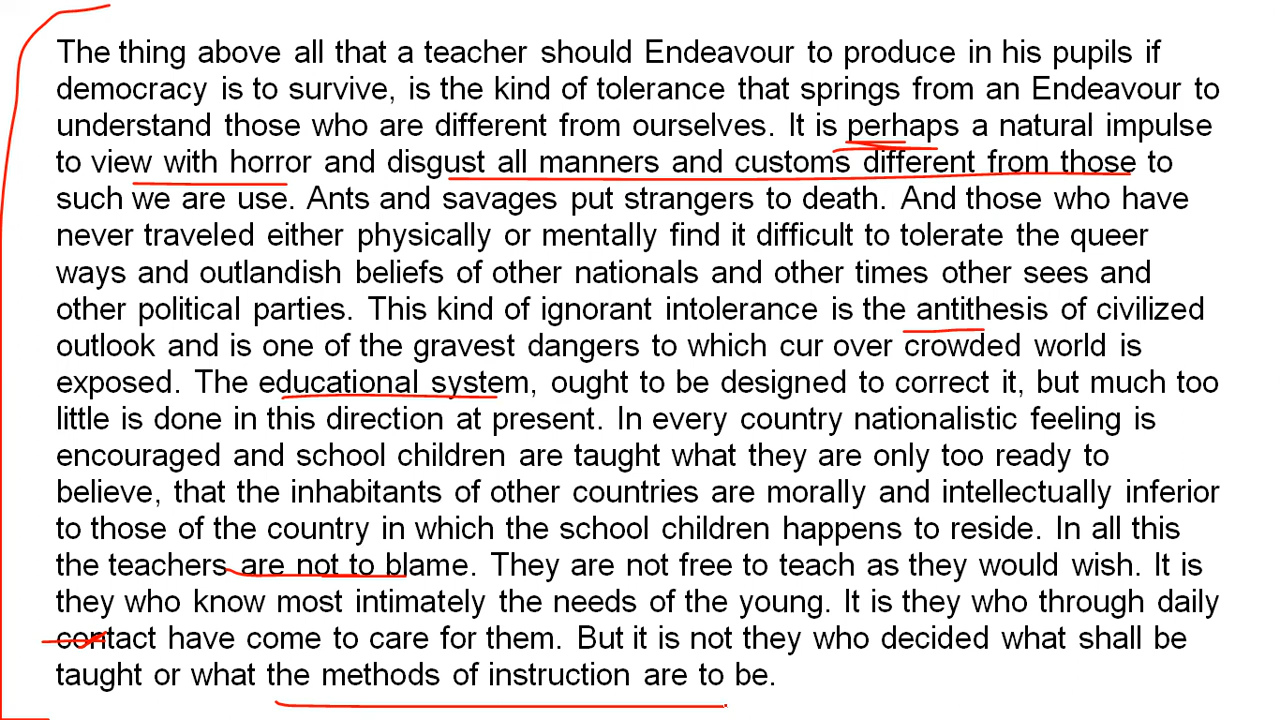 The thing above all that a teacher should Endeavour to produce in his pupils if
democracy is to survive, is the kind of tolerance that springs from an Endeavour to
understand those who are different from ourselves. It is perhaps a natural impulse
to view with horror and disgust all manners and customs different from those to
such we are use. Ants and savages put strangers to death. And those who have
never traveled either physically or mentally find it difficult to tolerate the queer
ways and outlandish beliefs of other nationals and other times other sees and
other political parties. This kind of ignorant intolerance is the antithesis of civilized
outlook and is one of the gravest dangers to which cur over crowded world is
exposed. The educational system, ought to be designed to correct it, but much too
little is done in this direction at present. In every country nationalistic feeling is
encouraged and school children are taught what they are only too ready to
believe, that the inhabitants of other countries are morally and intellectually inferior
to those of the country in which the school children happens to reside. In all this
the teachers are not to blame. They are not free to teach as they would wish. It is
they who know most intimately the needs of the young. It is they who through daily
contact have come to care for them. But it is not they who decided what shall be
taught or what the methods of instruction are to be.